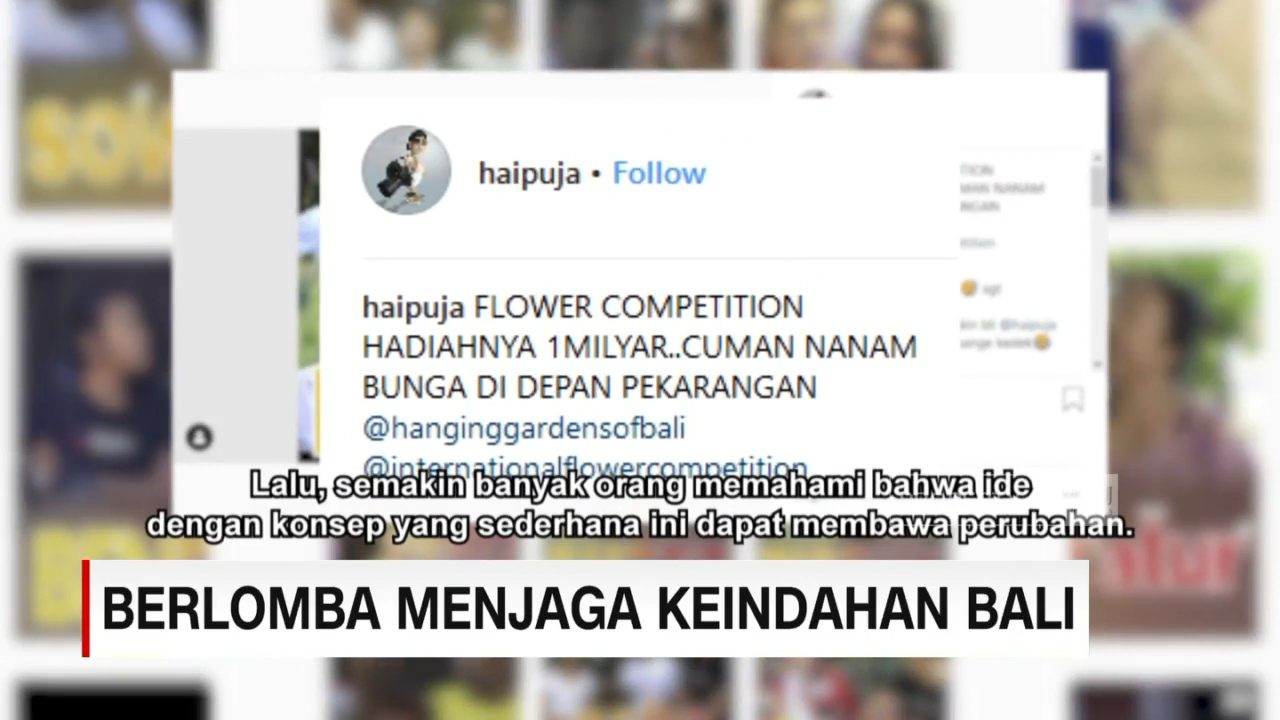 haipuja • Follow
haipuja FLOWER COMPETITION
HADIAHNYA 1MILYAR..CUMAN NANAM
BUNGA DI DEPAN PEKARANGAN
@hanginggardensofbali
@internationalflowercompetition
Lalu, semakin banyak orang memahami bahwa ide
dengan konsep yang sederhana ini dapat membawa perubahan.
BERLOMBA MENJAGA KEINDAHAN BALI